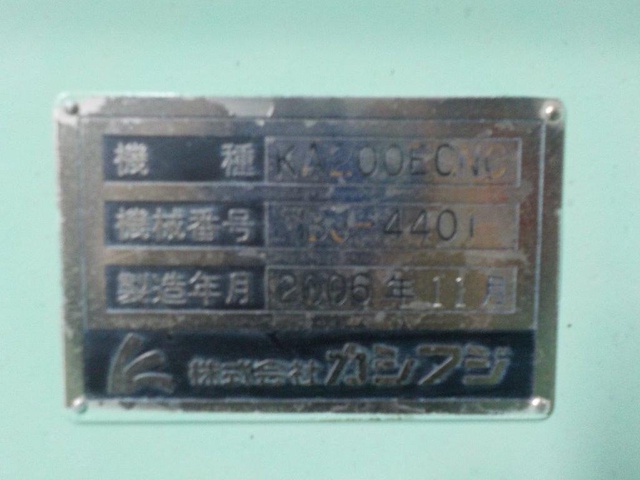 機種 KA200ECNC
機械番号 -4401
製造年月 2006年11月
株式会社カシフジ